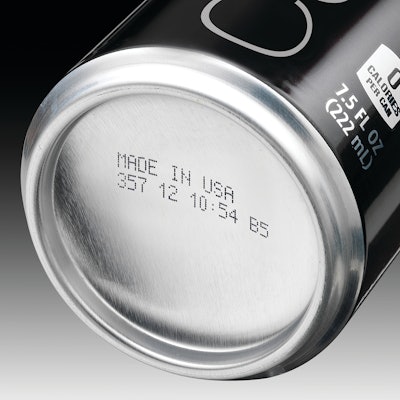 MADE IN USA
357 12 10:54 B5
0
CALORIES
PER CAN
7.5 FL OZ
(222 mL)